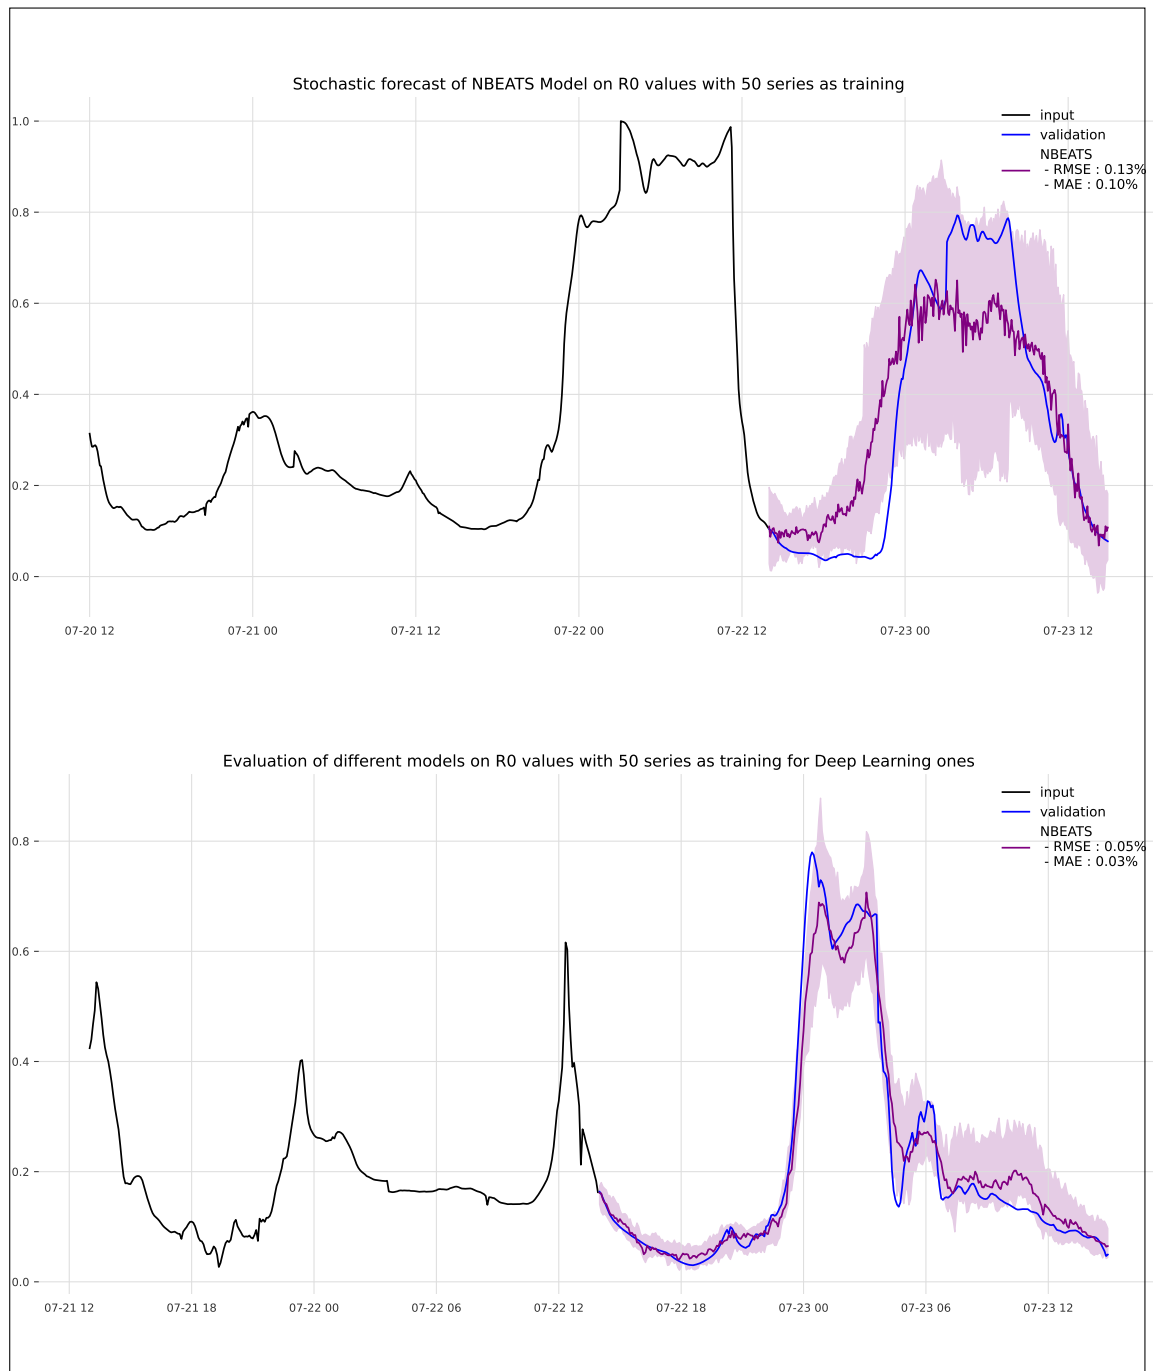 Stochastic forecast of NBEATS Model on R0 values with 50 series as training
input
validation
NBEATS
- RMSE : 0.13%
- MAE : 0.10%
1.0
0.8
0.6
0.4
0.2
0.0
07-20 12
07-21 00
07-21 12
07-22 00
07-22 12
07-23 00
07-23 12
Evaluation of different models on R0 values with 50 series as training for Deep Learning ones
input
validation
NBEATS
- RMSE : 0.05%
- MAE : 0.03%
0.8
0.6
0.4
0.2
0.0
07-21 12
07-21 18
07-22 00
07-22 06
07-22 12
07-22 18
07-23 00
07-23 06
07-23 12